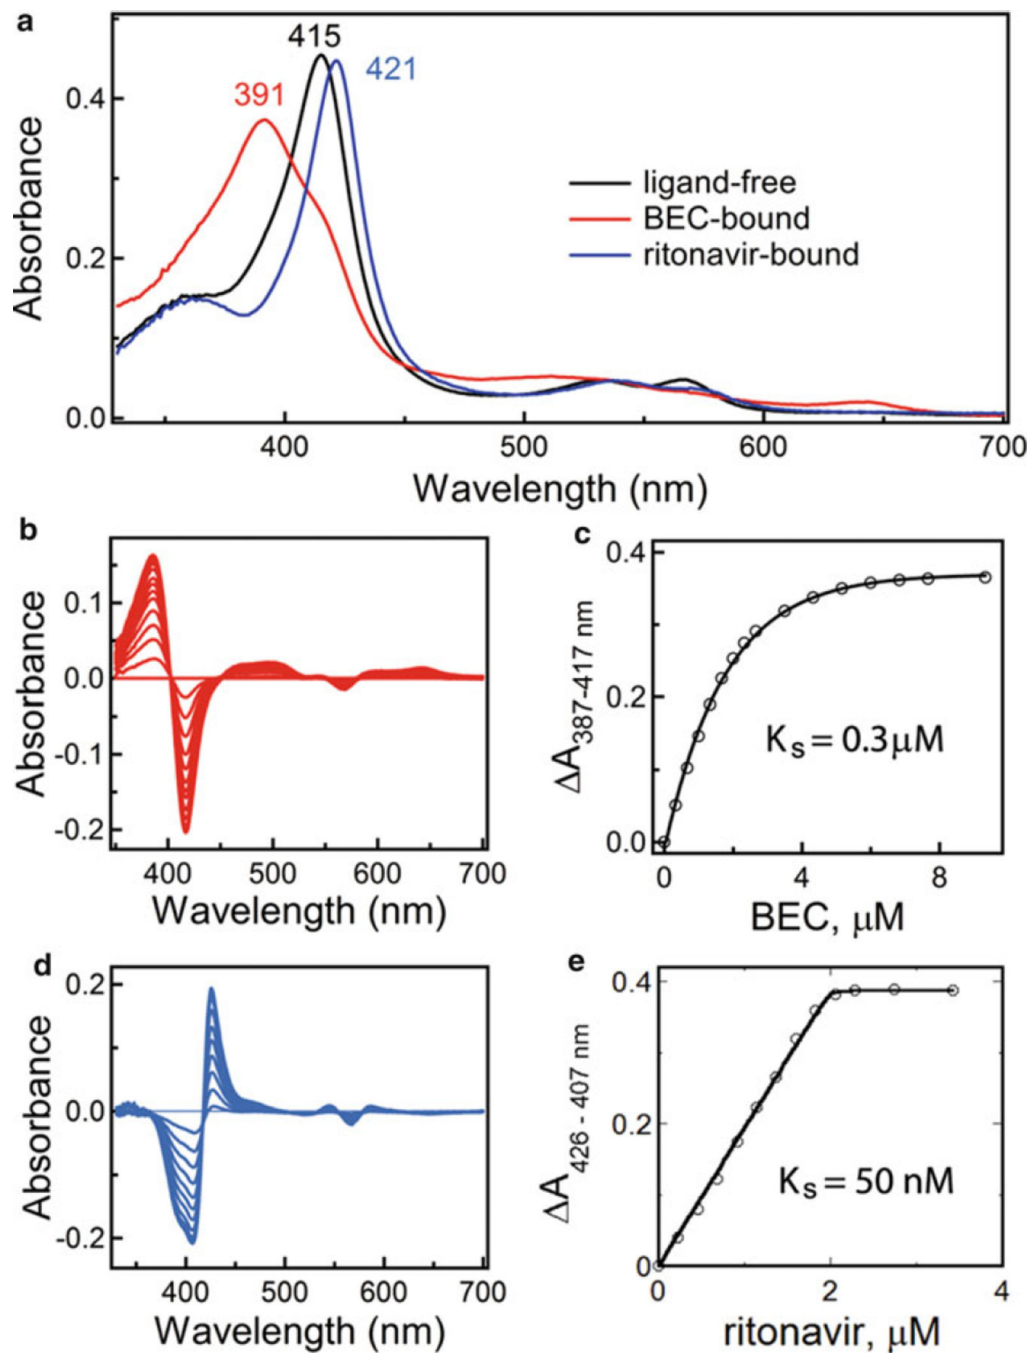 a
415
421
391
0.4
0.2
0.0
Absorbance
ligand-free
BEC-bound
ritonavir-bound
400
500
600
700
Wavelength (nm)
b
0.1
0.0
-0.1
-0.2
Absorbance
400
500
600
700
Wavelength (nm)
c
0.4
0.2
0.0
ΔA387-417 nm
Ks = 0.3μM
0
4
8
BEC, μM
d
0.2
0.0
-0.2
Absorbance
400
500
600
700
Wavelength (nm)
e
0.4
0.2
0
ΔA426 - 407 nm
Ks = 50 nM
0
2
4
ritonavir, μM